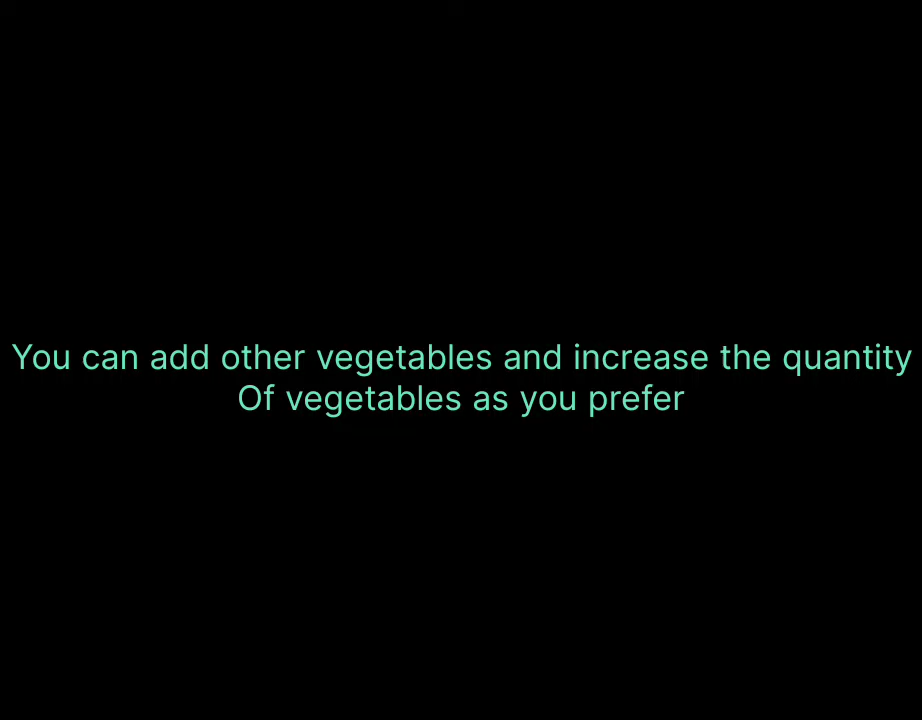 You can add other vegetables and increase the quantity
Of vegetables as you prefer